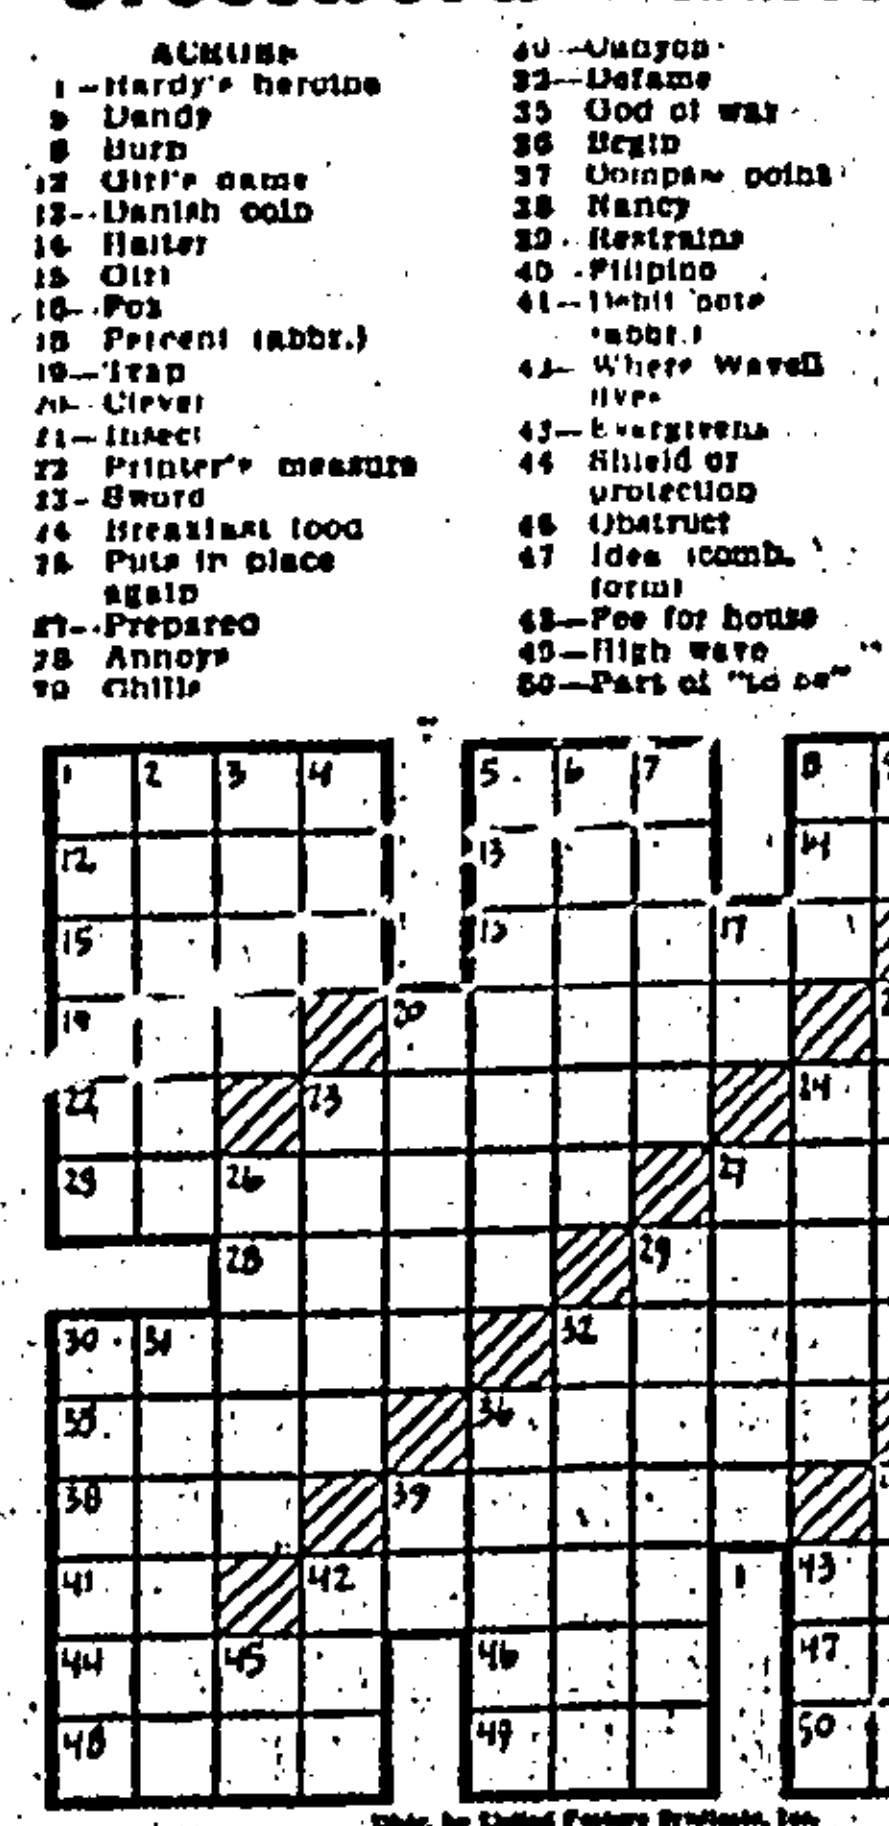 ACROSS
1—Hardy's heroine
5 Dandy
8 Burn
12 Girl's name
13—Danish coin
14 Halter
15 Girl
16—Fox
18 Percent (abbr.)
19—Trap
20—Clever
21—Insect
22 Printer's measure
23—Sword
24 Breakfast food
25 Puts in place
again
27—Prepared
28 Annoys
29 Chills
30—Canyon
32—Defame
35 God of war
36 Begin
37 Compass point
38 Nancy
39 Restrains
40 Filipino
41—Debit note
(abbr.)
42—Where Wavell
lives
43—Evergreens
44 Shield or
protection
46 Obstruct
47 Idea (comb.
form)
48—Fee for house
49—High wave
50—Part of "to be"
1 2 3 4 5 6 7 8
12 13 14
15 17
19 20
22 23 24
25 26 27
28 29
30 31 32
35 36
38 39
41 42 43
44 45 46 47
48 49 50
by United Feature Syndicate, Inc.